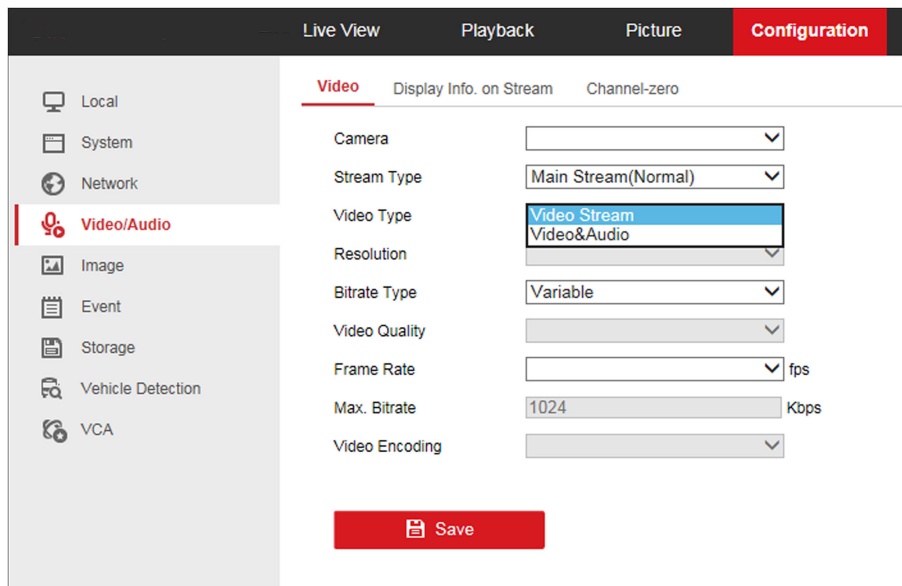 Live View Playback Picture Configuration
Video Display Info. on Stream Channel-zero
Local
System
Network
Video/Audio
Image
Event
Storage
Vehicle Detection
VCA
Camera
Stream Type Main Stream(Normal)
Video Type Video Stream
Video&Audio
Resolution
Bitrate Type Variable
Video Quality
Frame Rate fps
Max. Bitrate 1024 Kbps
Video Encoding
Save